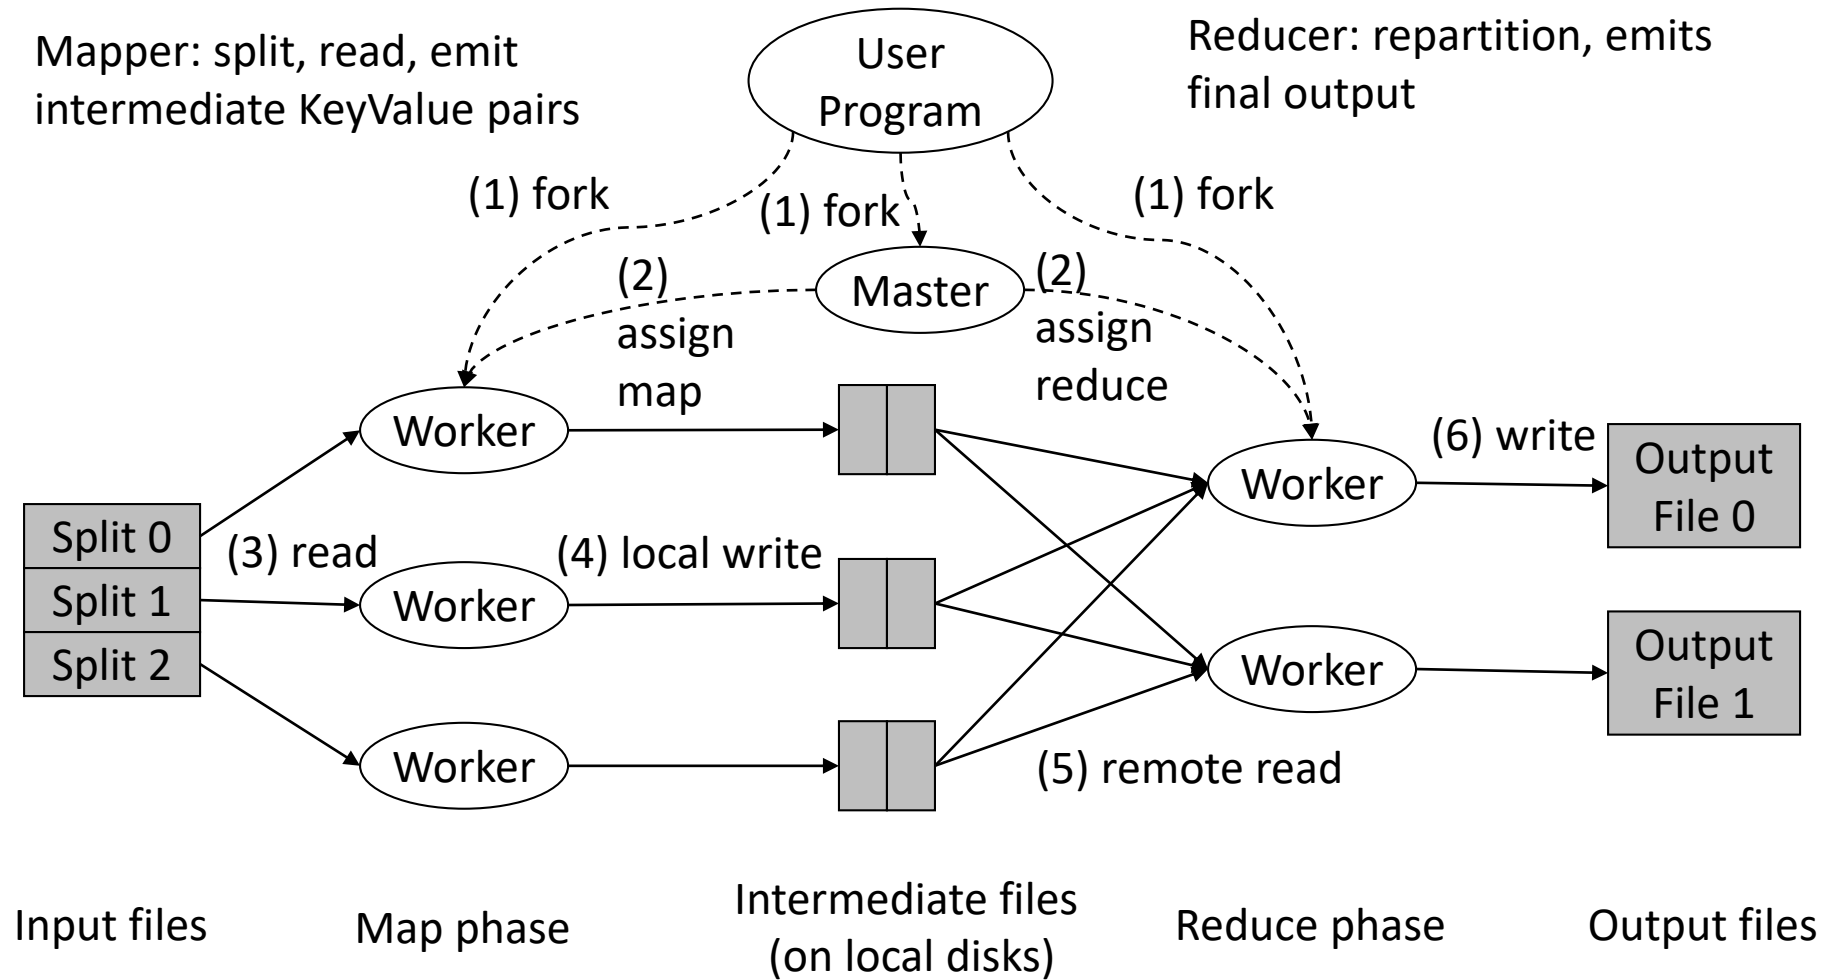 Mapper: split, read, emit
intermediate KeyValue pairs
User
Program
Reducer: repartition, emits
final output
(1) fork
(1) fork
(1) fork
Master
(2)
assign
map
(2)
assign
reduce
Worker
Worker
Worker
Split 0
Split 1
Split 2
(3) read
(4) local write
(5) remote read
Worker
Worker
(6) write
Output
File 0
Output
File 1
Input files
Map phase
Intermediate files
(on local disks)
Reduce phase
Output files